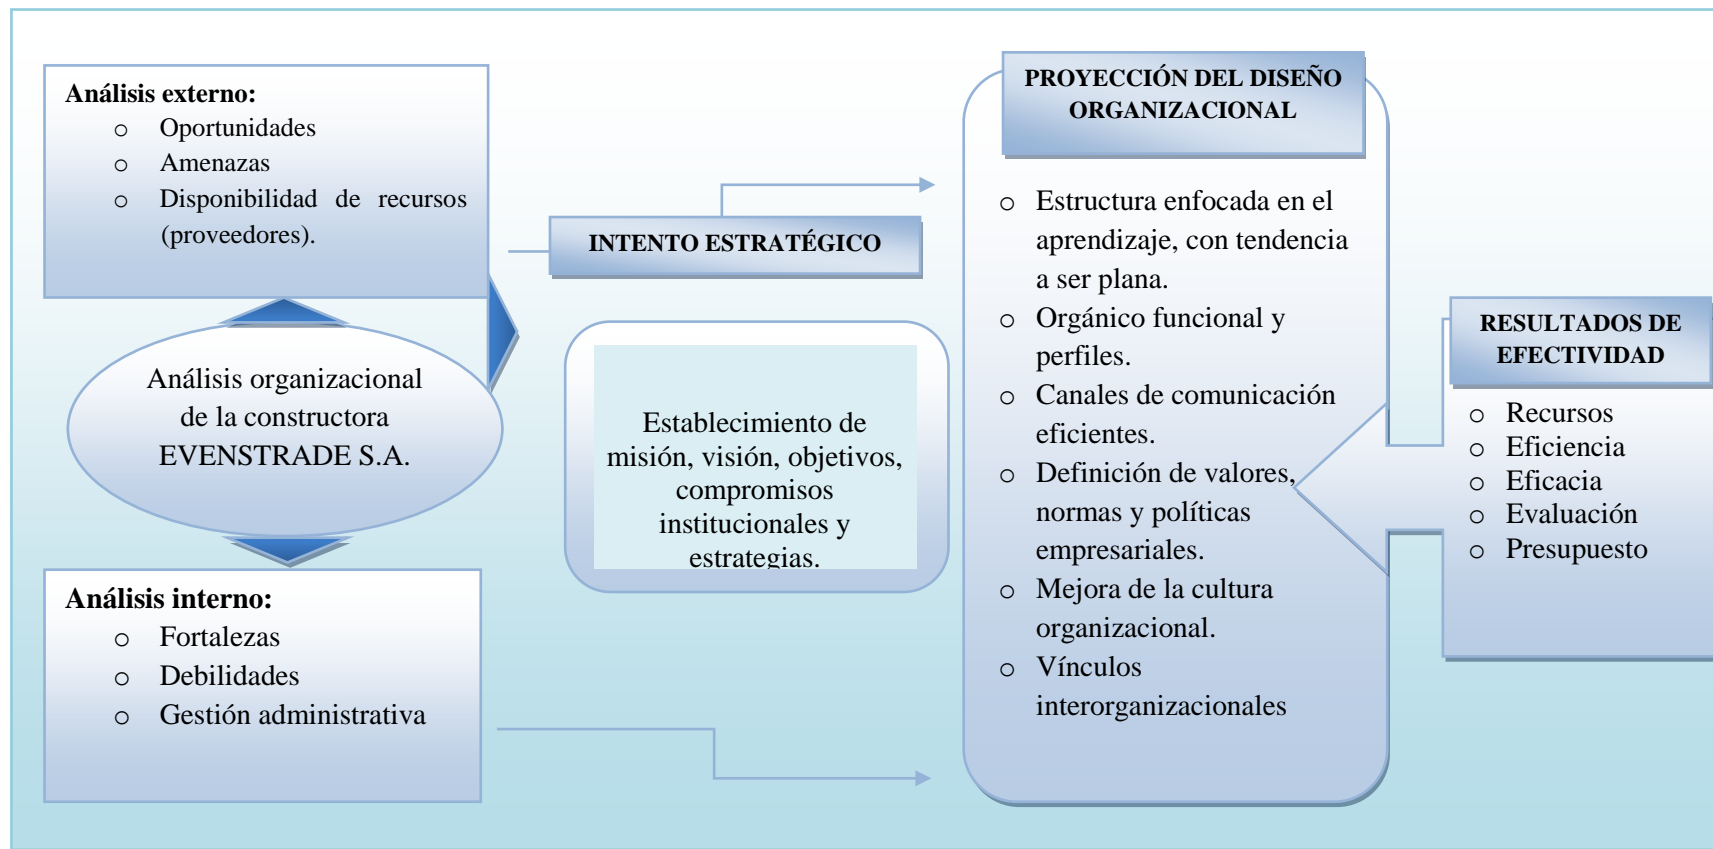 Análisis externo:
o Oportunidades
o Amenazas
o Disponibilidad de recursos
(proveedores).
Análisis organizacional
de la constructora
EVENSTRADE S.A.
Análisis interno:
o Fortalezas
o Debilidades
o Gestión administrativa
INTENTO ESTRATÉGICO
Establecimiento de
misión, visión, objetivos,
compromisos
institucionales y
estrategias.
PROYECCIÓN DEL DISEÑO
ORGANIZACIONAL
o Estructura enfocada en el
aprendizaje, con tendencia
a ser plana.
o Orgánico funcional y
perfiles.
o Canales de comunicación
eficientes.
o Definición de valores,
normas y políticas
empresariales.
o Mejora de la cultura
organizacional.
o Vínculos
interorganizacionales
RESULTADOS DE
EFECTIVIDAD
o Recursos
o Eficiencia
o Eficacia
o Evaluación
o Presupuesto